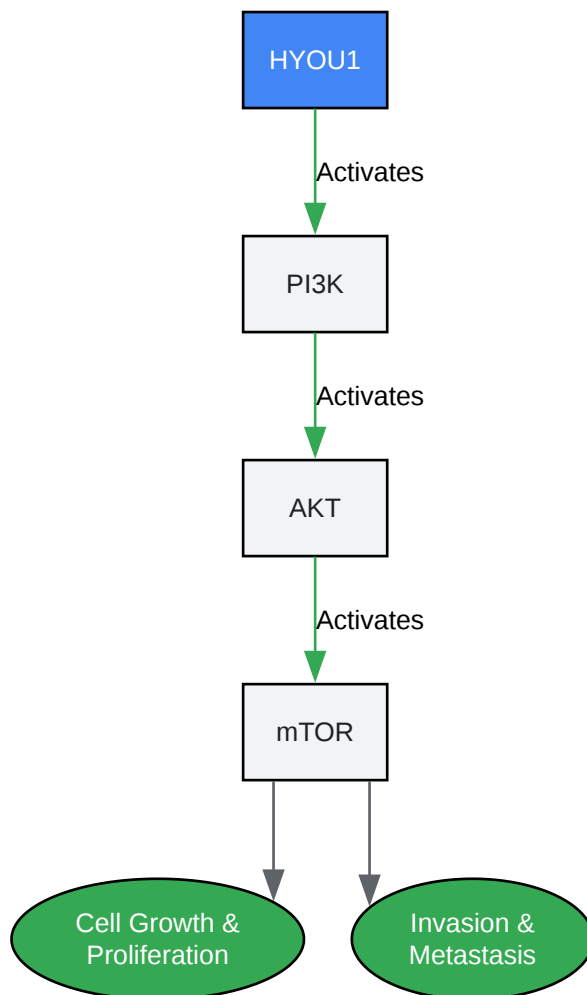 HYOU1
Activates
PI3K
Activates
AKT
Activates
mTOR
Cell Growth &
Proliferation
Invasion &
Metastasis